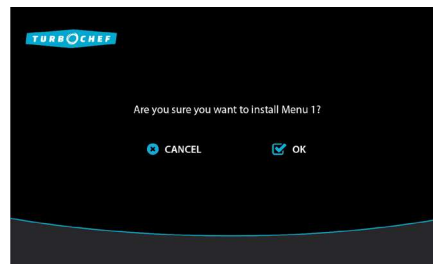 TURBOCHEF
Are you sure you want to install Menu 1?
CANCEL
OK